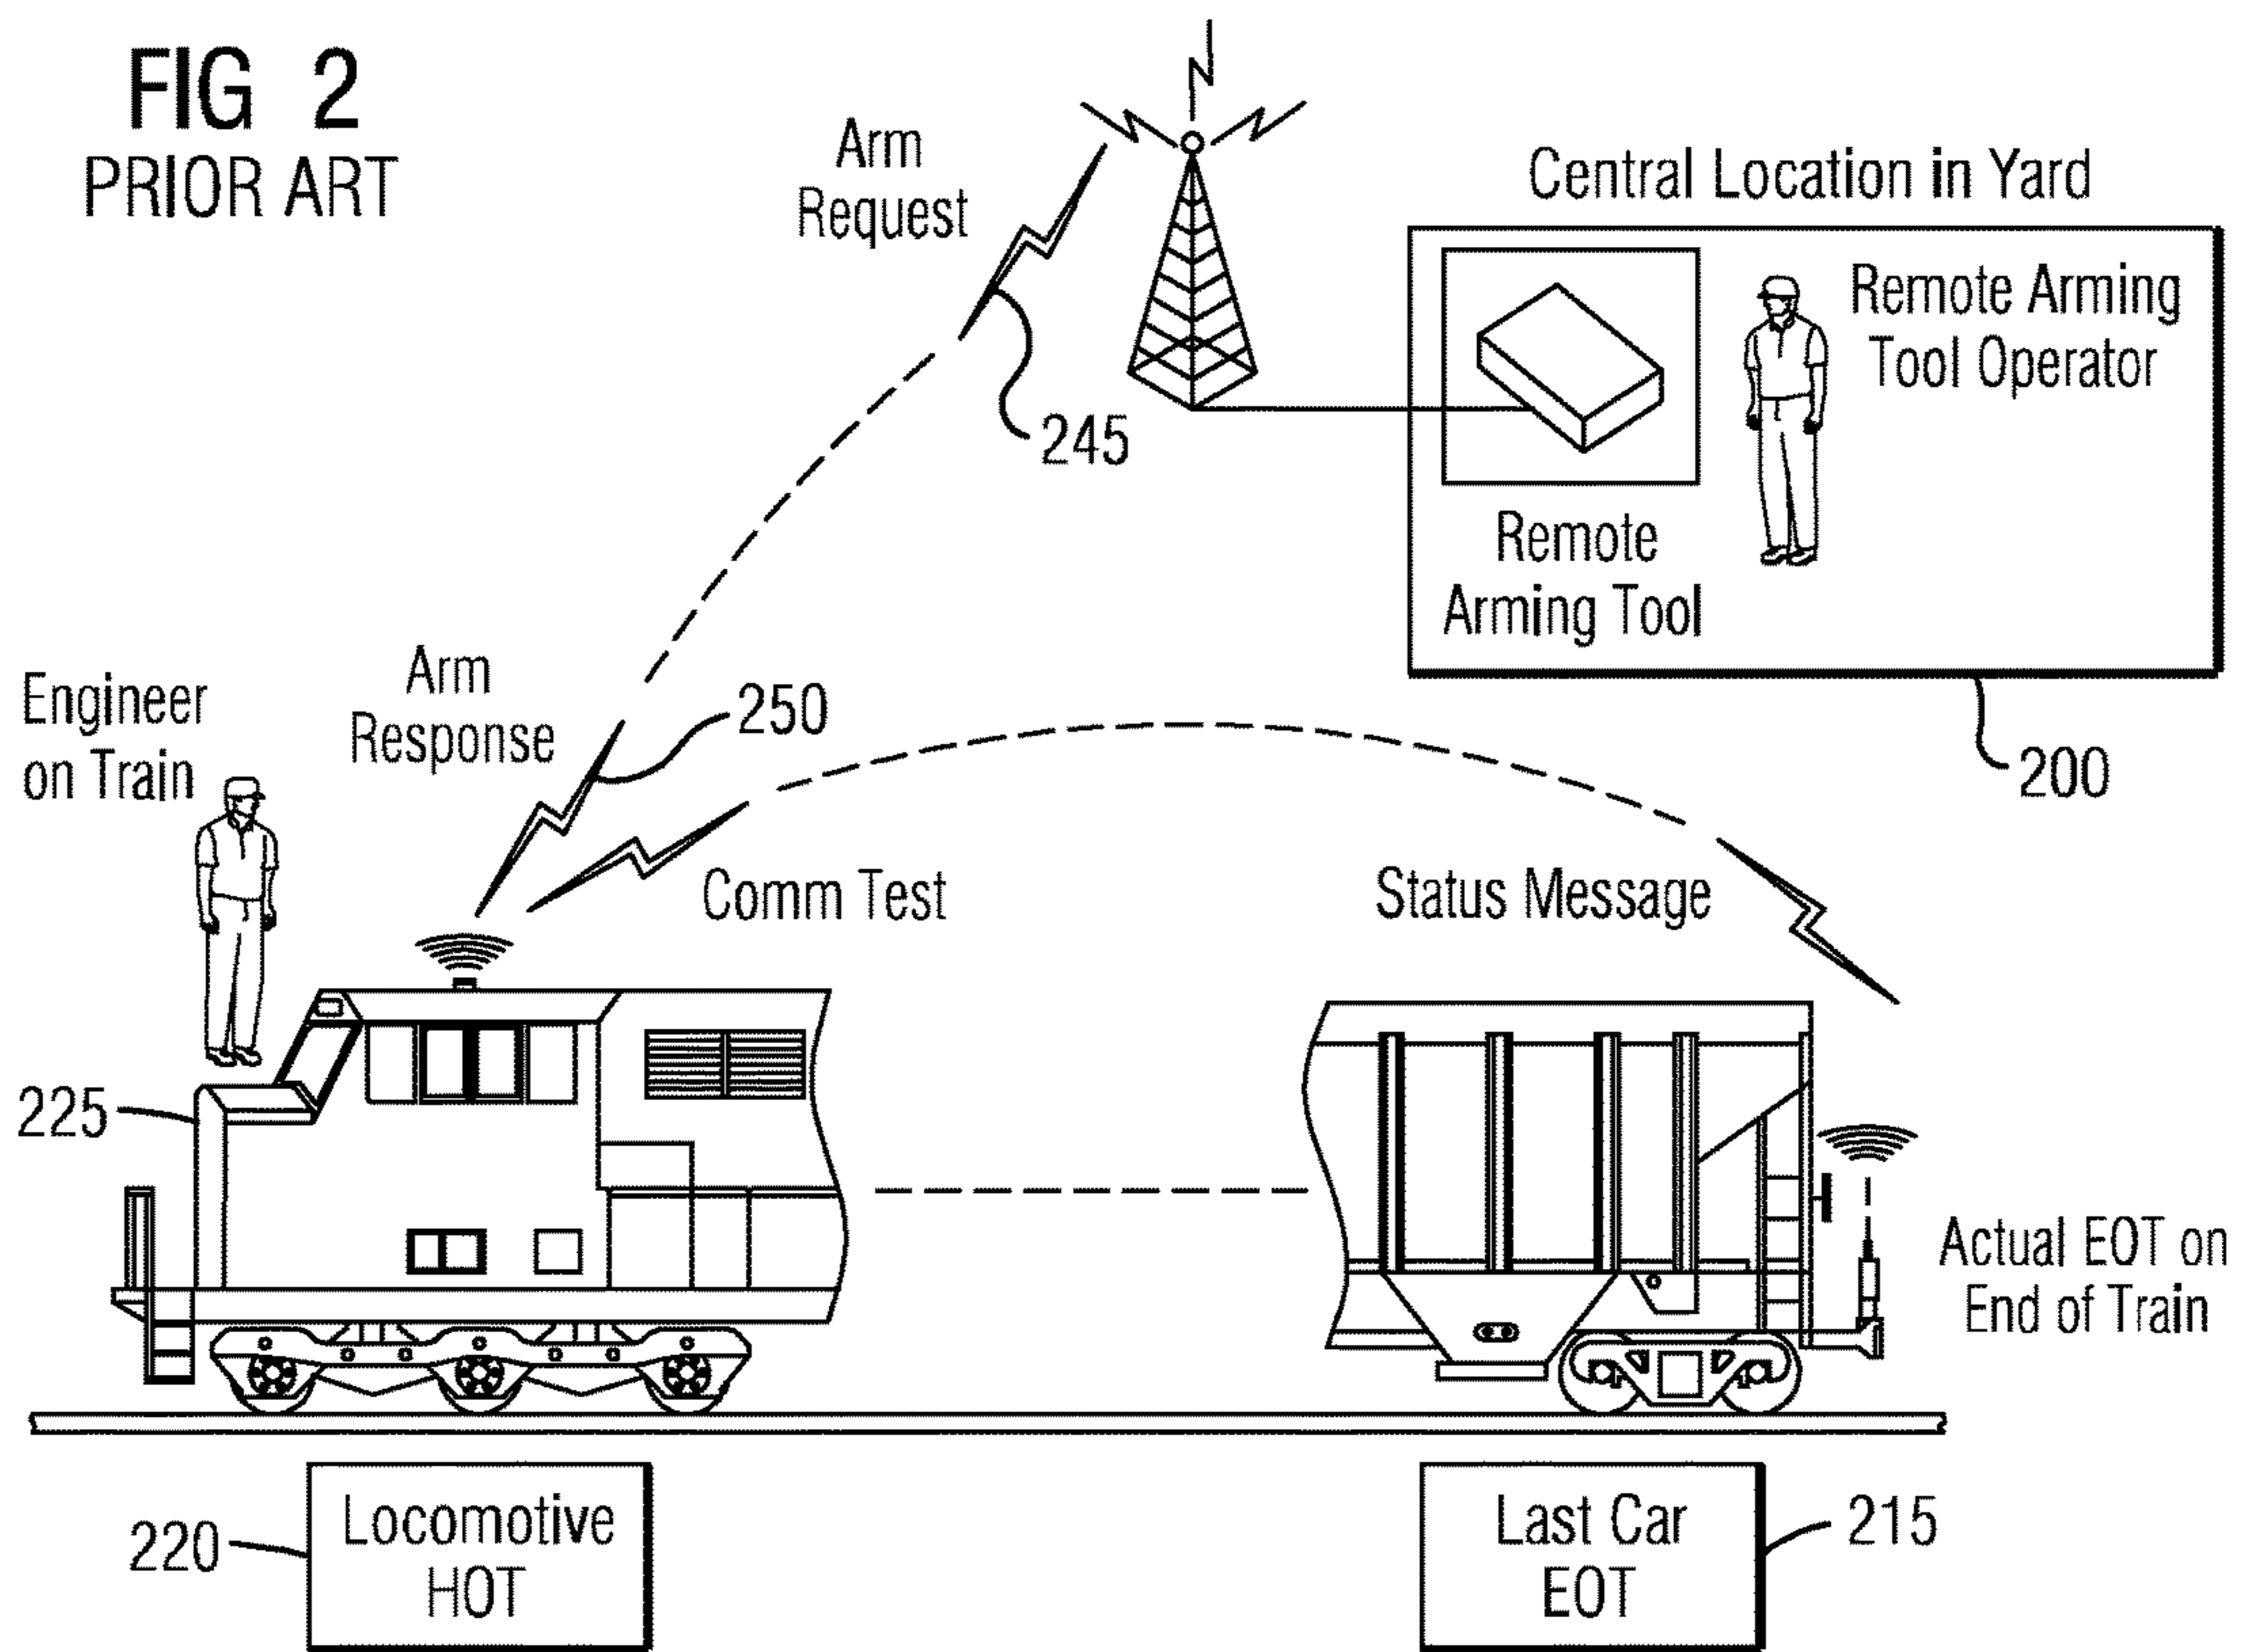 FIG 2
PRIOR ART
Arm
Request
245
Central Location in Yard
Remote Arming
Tool Operator
Remote
Arming Tool
200
Engineer
on Train
Arm
Response
250
Comm Test
Status Message
225
Actual EOT on
End of Train
220
Locomotive
HOT
Last Car
EOT
215